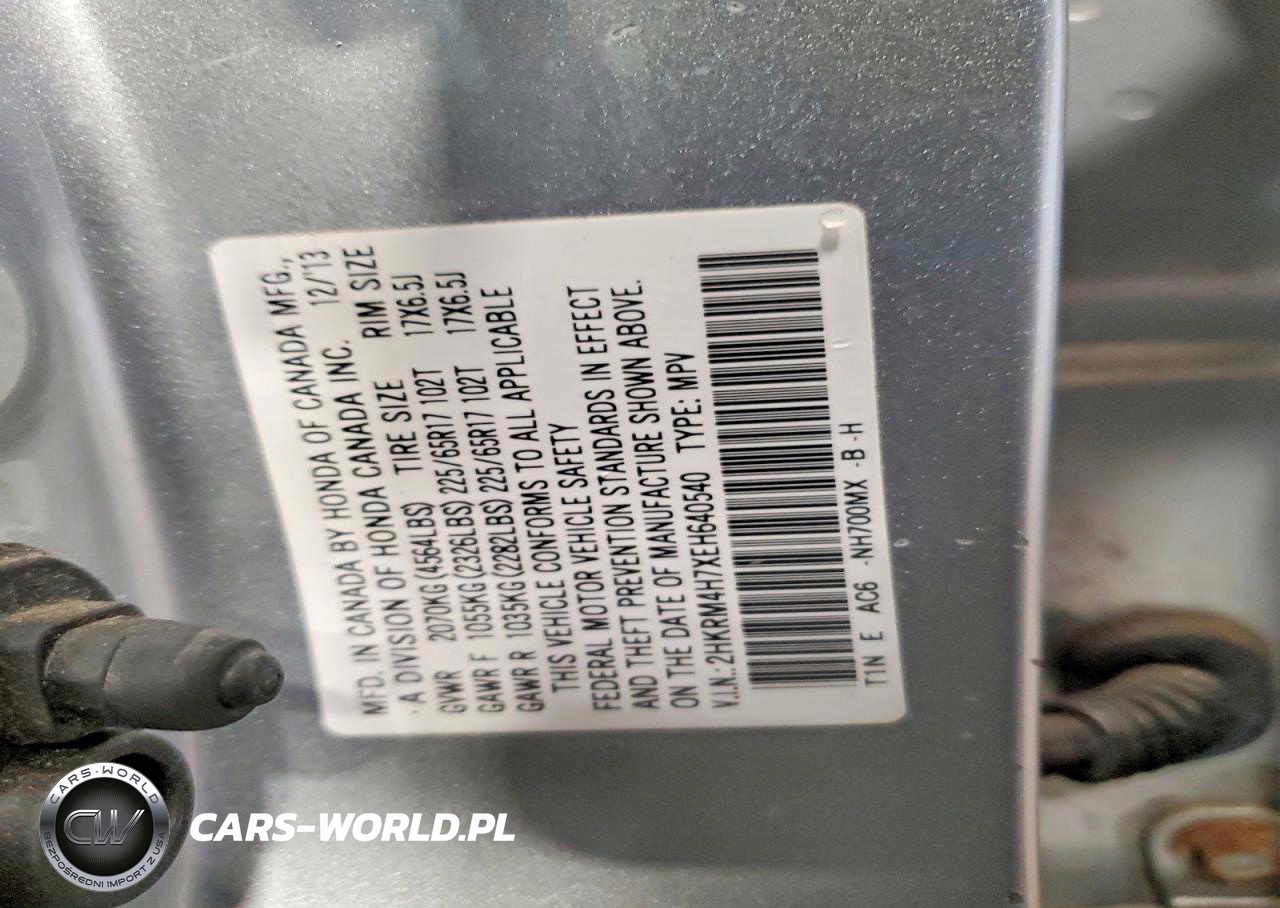 MFD. IN CANADA BY HONDA OF CANADA MFG.,
A DIVISION OF HONDA CANADA INC. 12/'13
GVWR 2070KG (4564LBS) TIRE SIZE RIM SIZE
GAWR F 1055KG (2326LBS) 225/65R17 102T 17X6.5J
GAWR R 1035KG (2282LBS) 225/65R17 102T 17X6.5J
THIS VEHICLE CONFORMS TO ALL APPLICABLE
FEDERAL MOTOR VEHICLE SAFETY
AND THEFT PREVENTION STANDARDS IN EFFECT
ON THE DATE OF MANUFACTURE SHOWN ABOVE.
V.I.N.: 2HKRM4H7XEH640540 TYPE: MPV
T1N E AC6 -NH700MX -B-H
CARS-WORLD
CW
BEZPOŚREDNI IMPORT Z USA
CARS-WORLD.PL